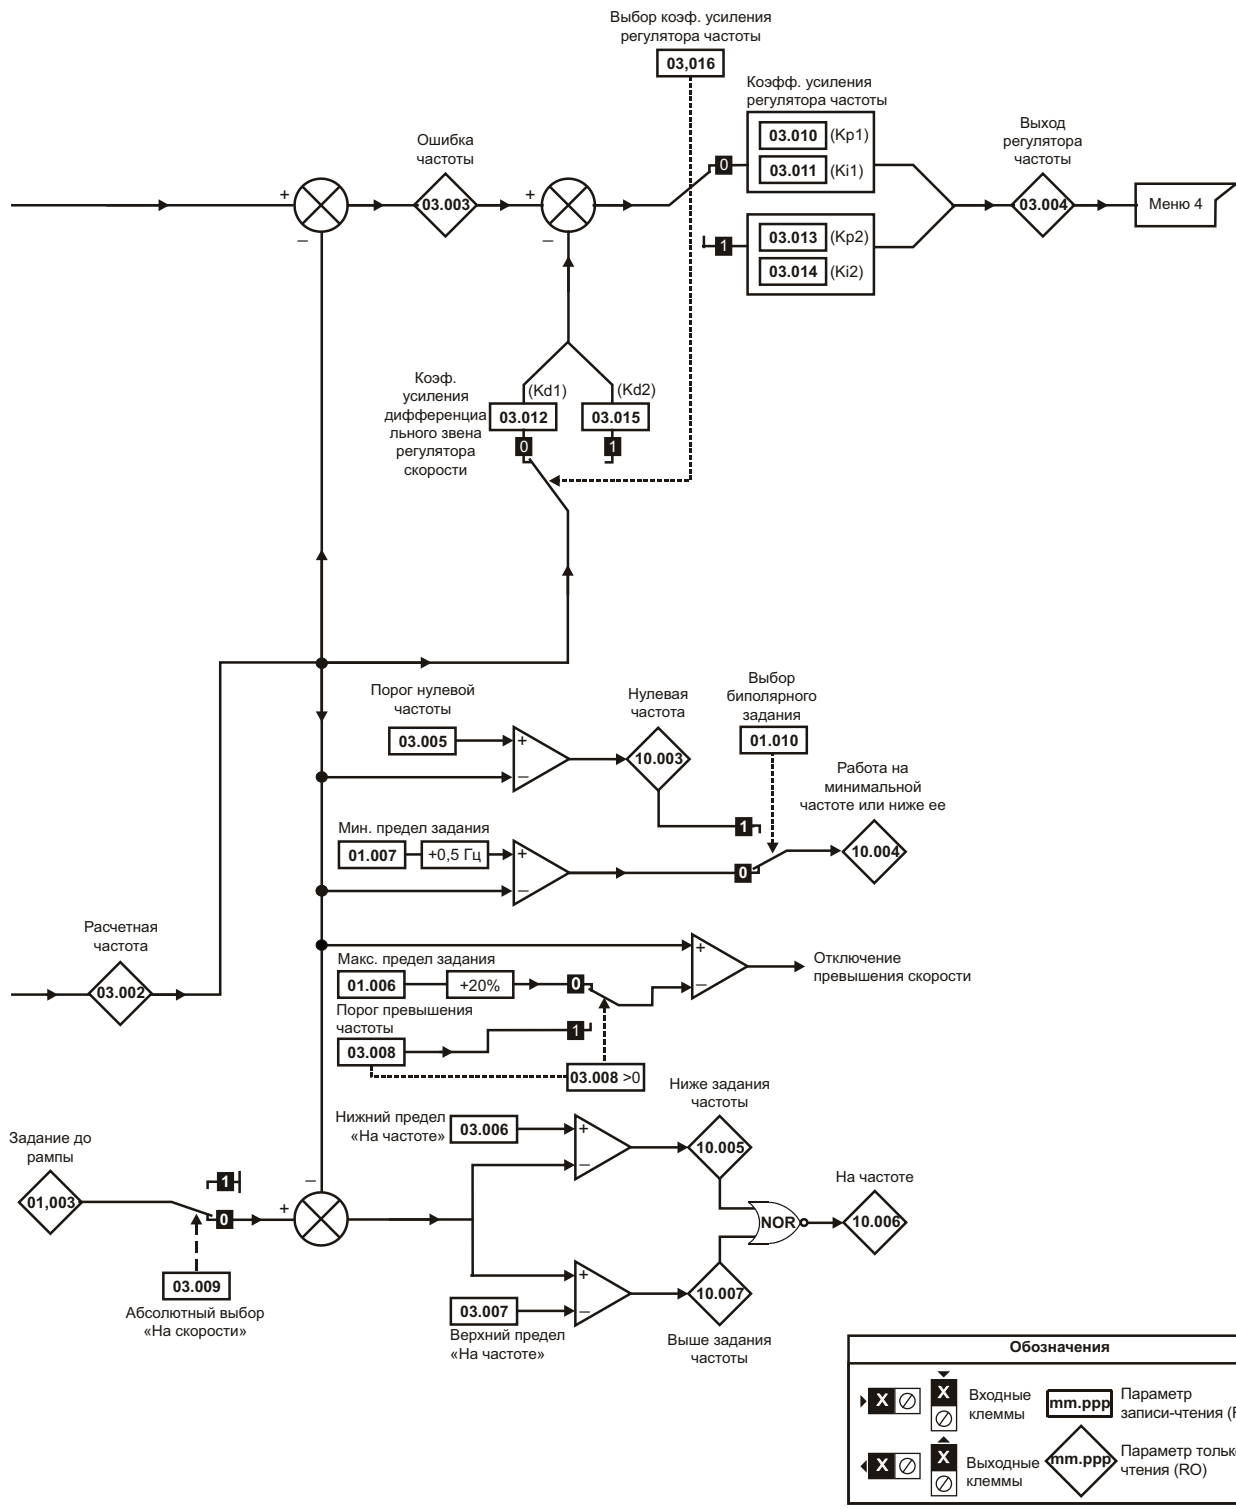 Выбор коэф. усиления
регулятора частоты
03,016
Коэфф. усиления
регулятора частоты
03.010 (Kp1)
03.011 (Ki1)
0
Ошибка
частоты
Выход
регулятора
частоты
+
03.003
+
03.004
Меню 4
–
–
1
03.013 (Kp2)
03.014 (Ki2)
Коэф.
усиления
дифференциа
льного звена
регулятора
скорости
(Kd1)
(Kd2)
03.012
03.015
0
1
Порог нулевой
частоты
03.005
+
–
Нулевая
частота
10.003
Выбор
биполярного
задания
01.010
1
Работа на
минимальной
частоте или ниже ее
10.004
Мин. предел задания
01.007
+0,5 Гц
+
–
0
Расчетная
частота
03.002
Макс. предел задания
01.006
+20%
0
+
–
Отключение
превышения скорости
Порог превышения
частоты
03.008
1
03.008 >0
Нижний предел
«На частоте»
03.006
+
–
Ниже задания
частоты
10.005
Задание до
рампы
01,003
1
0
+
–
03.009
Абсолютный выбор
«На скорости»
NOR
На частоте
10.006
+
–
03.007
Верхний предел
«На частоте»
10.007
Выше задания
частоты
Обозначения
X
X
Входные
клеммы
mm.ppp
Параметр
записи-чтения (
X
X
Выходные
клеммы
mm.ppp
Параметр только
чтения (RO)